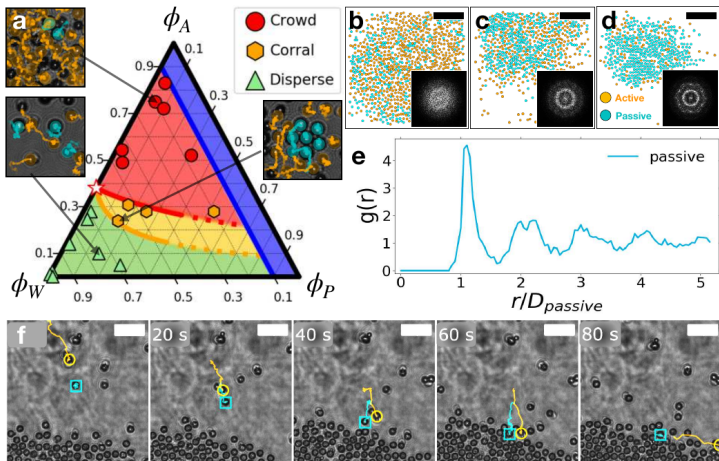 a
ϕA
Crowd
Corral
Disperse
0.1
0.9
0.3
0.7
0.5
0.5
0.3
0.7
0.1
0.9
ϕW
ϕP
0.9
0.7
0.5
0.3
0.1
b
c
d
Active
Passive
e
passive
4
3
2
1
0
g(r)
0
1
2
3
4
5
r/Dpassive
f
20 s
40 s
60 s
80 s